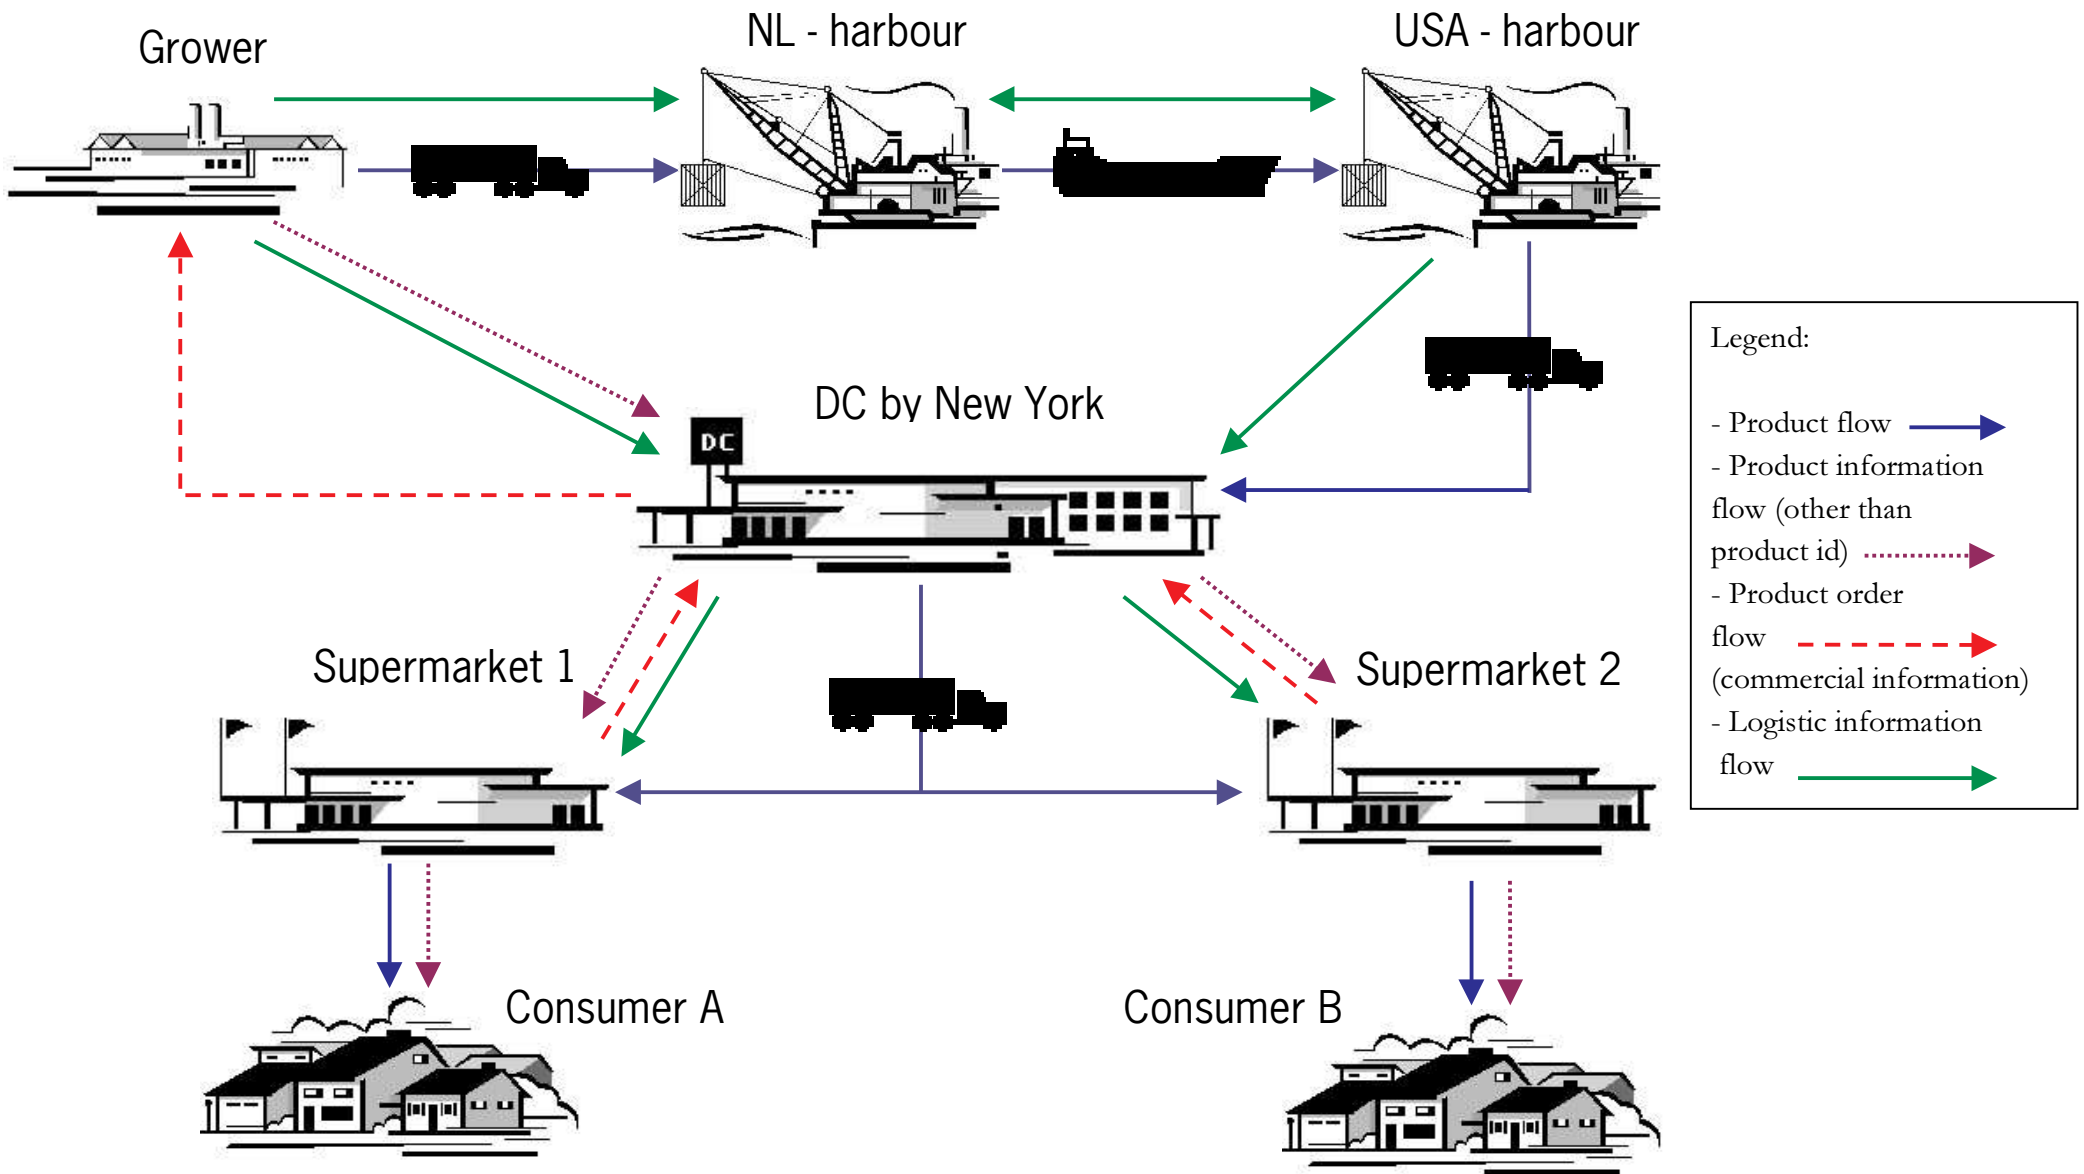 Grower
NL - harbour
USA - harbour
DC by New York
DC
Supermarket 1
Supermarket 2
Consumer A
Consumer B
Legend:
- Product flow
- Product information
flow (other than
product id)
- Product order
flow
(commercial information)
- Logistic information
flow